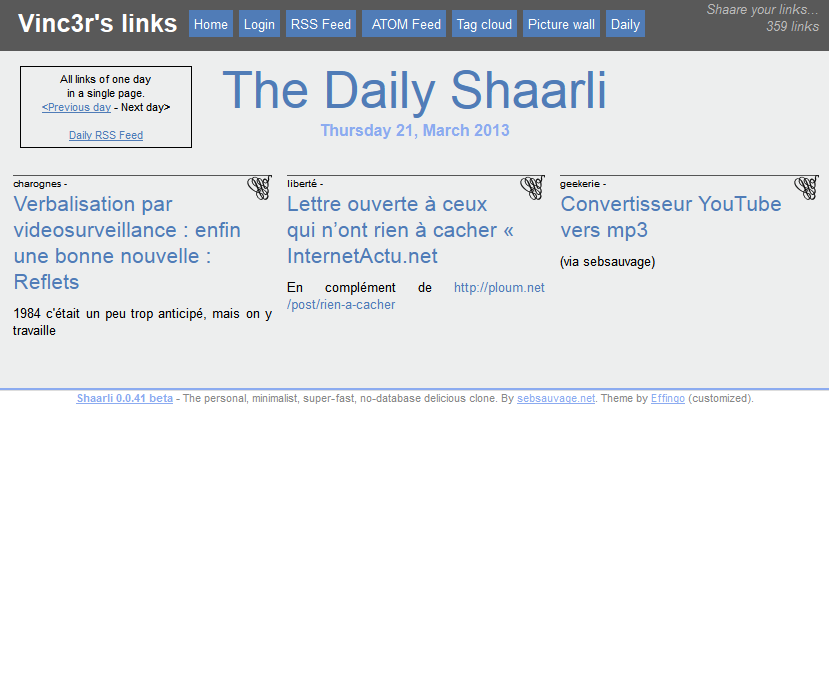 Vinc3r's links
Home
Login
RSS Feed
ATOM Feed
Tag cloud
Picture wall
Daily
Shaare your links...
359 links
All links of one day
in a single page.
<Previous day - Next day>
Daily RSS Feed
The Daily Shaarli
Thursday 21, March 2013
charognes -
Verbalisation par
videosurveillance : enfin
une bonne nouvelle :
Reflets
1984 c'était un peu trop anticipé, mais on y
travaille
liberté -
Lettre ouverte à ceux
qui n’ont rien à cacher «
InternetActu.net
En complément de http://ploum.net
/post/rien-a-cacher
geekerie -
Convertisseur YouTube
vers mp3
(via sebsauvage)
Shaarli 0.0.41 beta - The personal, minimalist, super-fast, no-database delicious clone. By sebsauvage.net. Theme by Effingo (customized).